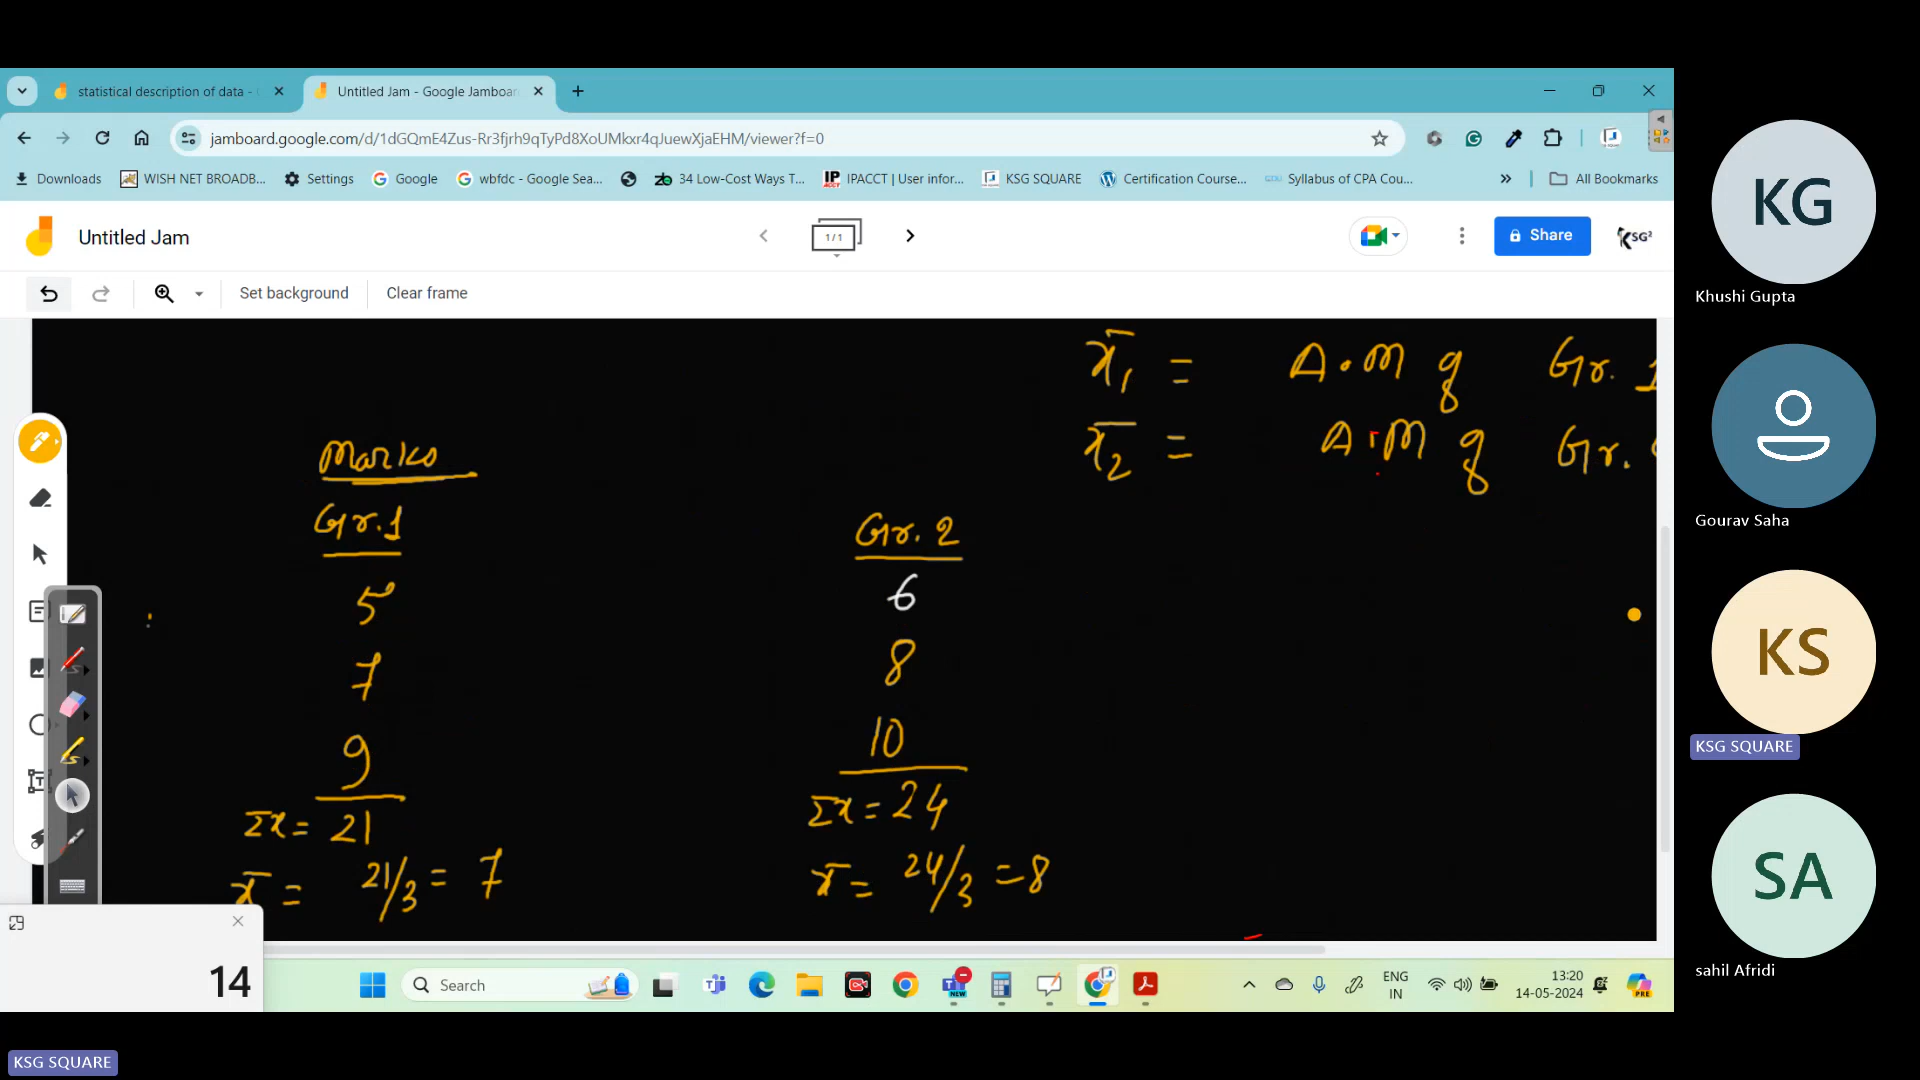 statistical description of data -
Untitled Jam - Google Jamboar
jamboard.google.com/d/1dGQmE4Zus-Rr3fjrh9qTyPd8XoUMkxr4qJuewXjaEHM/viewer?f=0
Downloads WISH NET BROADB... Settings Google wbfdc - Google Sea... 34 Low-Cost Ways T... IPACCT | User infor... KSG SQUARE Certification Course... Syllabus of CPA Cou... » All Bookmarks
Untitled Jam
1/1
Share
KSG²
Set background Clear frame
x̄₁ = A.M of Gr. 1
x̄₂ = A.M of Gr.
Marks
Gr.1 Gr. 2
5 6
7 8
9 10
Σx = 21 Σx = 24
x̄ = 21/3 = 7 x̄ = 24/3 = 8
14
Search
ENG
IN
13:20
14-05-2024
KG
Khushi Gupta
Gourav Saha
KS
KSG SQUARE
SA
sahil Afridi
KSG SQUARE